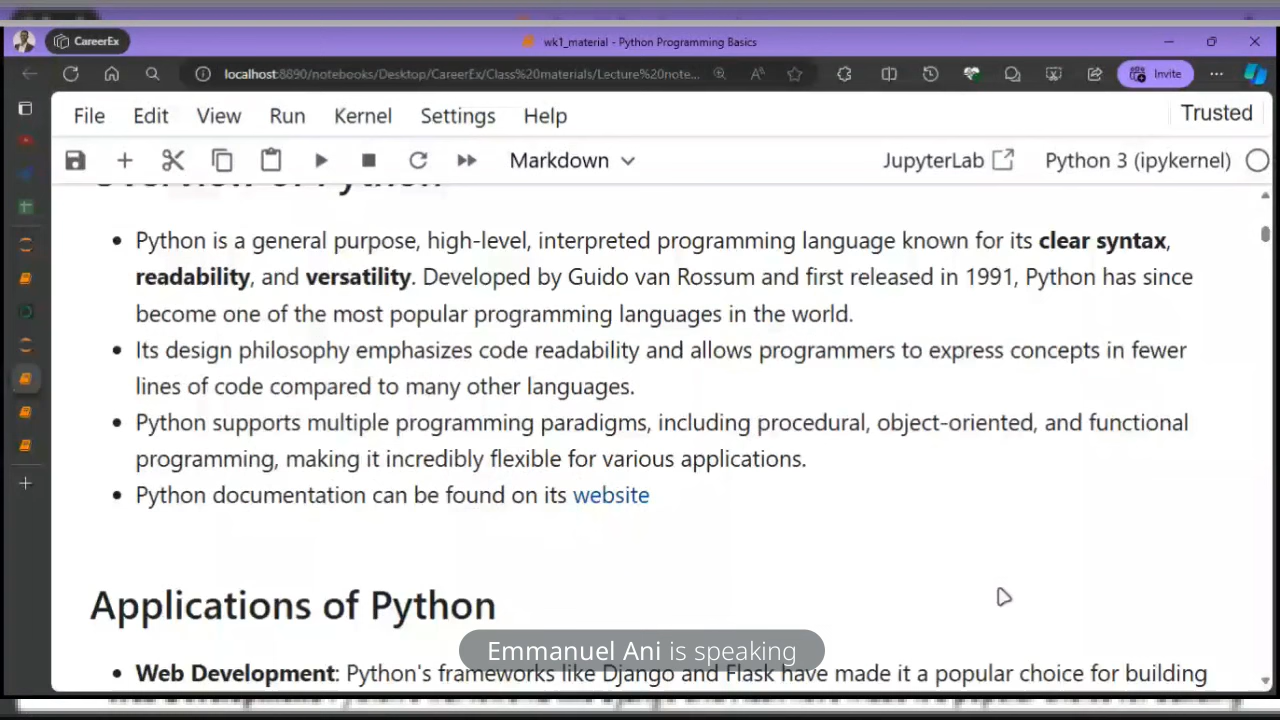 CareerEx
wk1_material - Python Programming Basics
localhost:8890/notebooks/Desktop/CareerEx/Class%20materials/Lecture%20note...
Invite
File Edit View Run Kernel Settings Help
Trusted
Markdown
JupyterLab
Python 3 (ipykernel)
Overview of Python
• Python is a general purpose, high-level, interpreted programming language known for its clear syntax,
readability, and versatility. Developed by Guido van Rossum and first released in 1991, Python has since
become one of the most popular programming languages in the world.
• Its design philosophy emphasizes code readability and allows programmers to express concepts in fewer
lines of code compared to many other languages.
• Python supports multiple programming paradigms, including procedural, object-oriented, and functional
programming, making it incredibly flexible for various applications.
• Python documentation can be found on its website
Applications of Python
Emmanuel Ani is speaking
• Web Development: Python's frameworks like Django and Flask have made it a popular choice for building